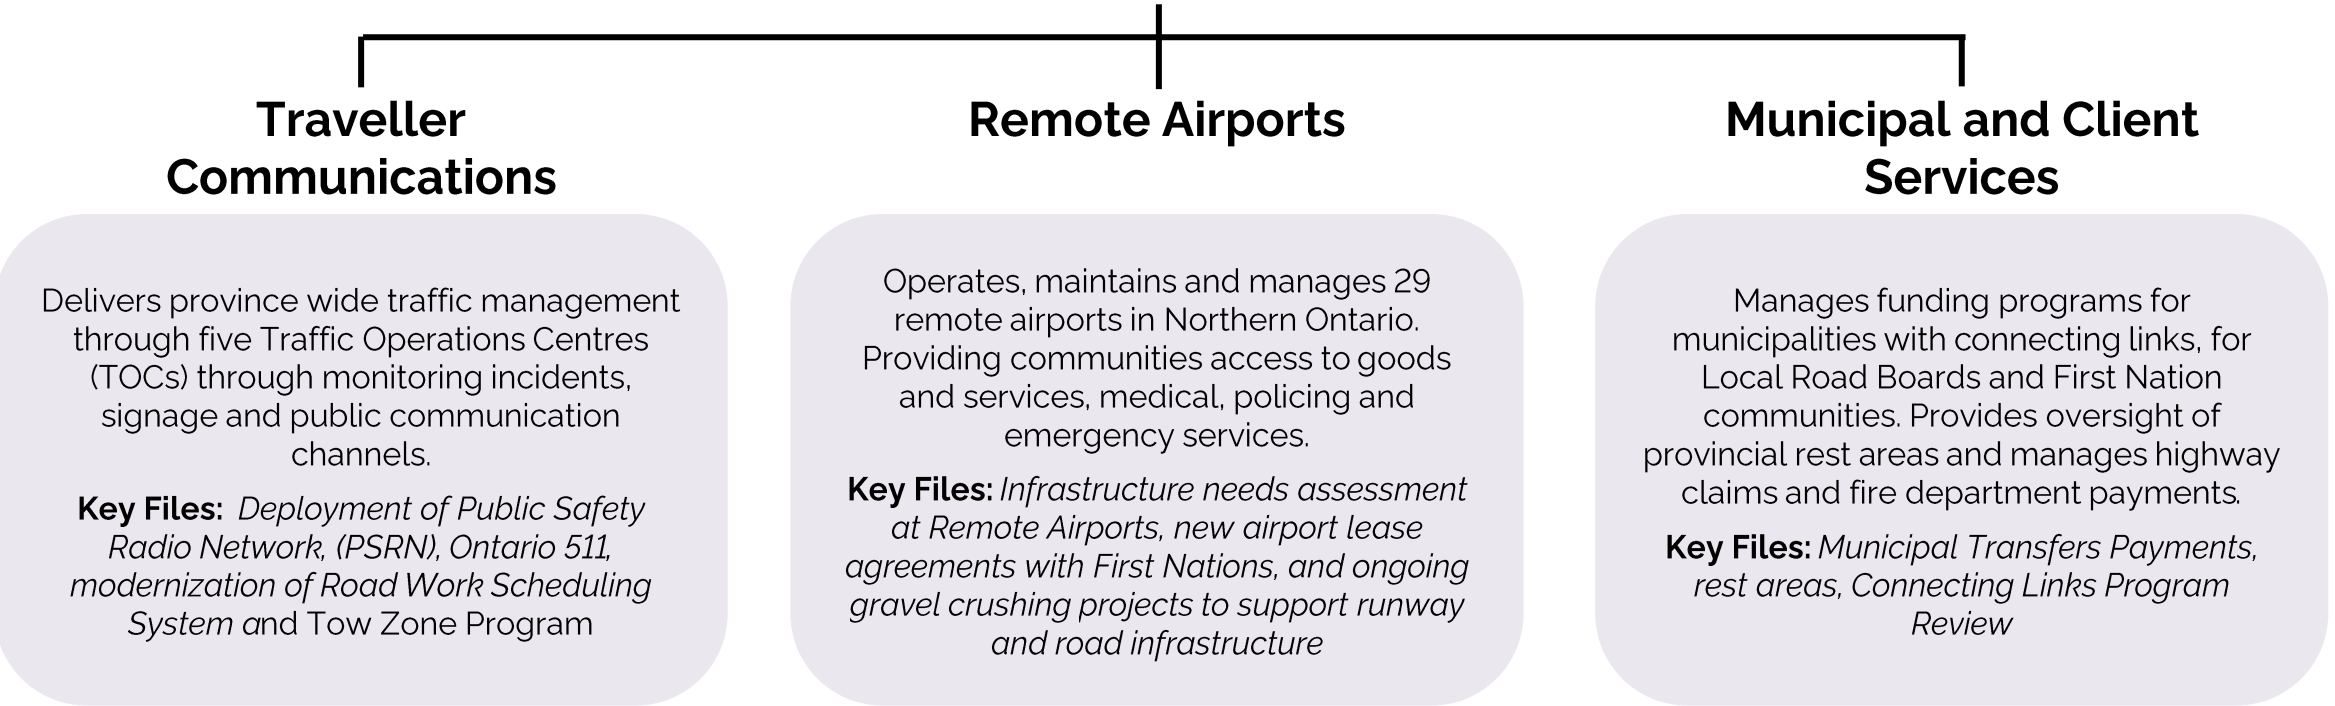 Traveller
Communications
Delivers province wide traffic management
through five Traffic Operations Centres
(TOCs) through monitoring incidents,
signage and public communication
channels.
Key Files:  Deployment of Public Safety
Radio Network, (PSRN), Ontario 511,
modernization of Road Work Scheduling
System and Tow Zone Program
Remote Airports
Operates, maintains and manages 29
remote airports in Northern Ontario.
Providing communities access to goods
and services, medical, policing and
emergency services.
Key Files: Infrastructure needs assessment
at Remote Airports, new airport lease
agreements with First Nations, and ongoing
gravel crushing projects to support runway
and road infrastructure
Municipal and Client
Services
Manages funding programs for
municipalities with connecting links, for
Local Road Boards and First Nation
communities. Provides oversight of
provincial rest areas and manages highway
claims and fire department payments.
Key Files: Municipal Transfers Payments,
rest areas, Connecting Links Program
Review